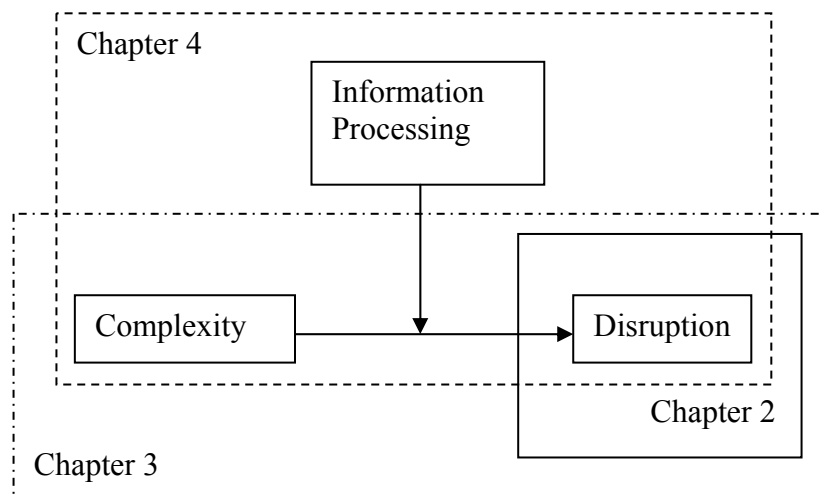 Chapter 4
Information
Processing
Complexity
Disruption
Chapter 2
Chapter 3